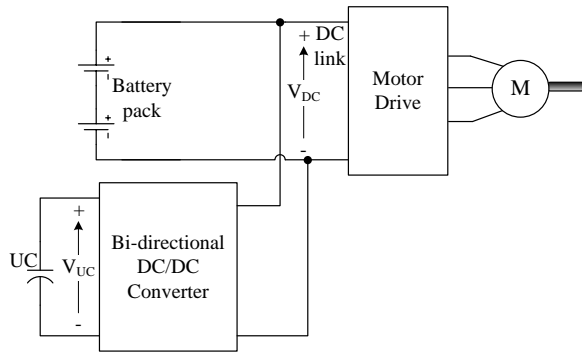 + DC
link
Battery
pack
V_DC
-
Motor
Drive
M
UC
+
V_UC
-
Bi-directional
DC/DC
Converter